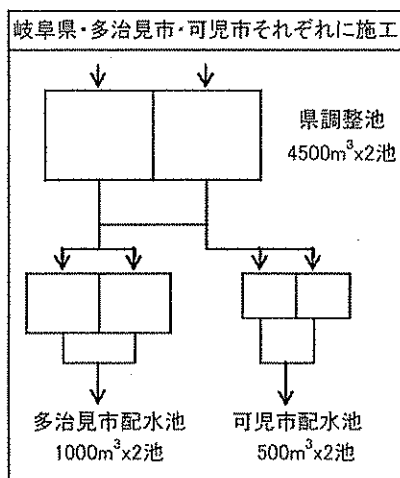 岐阜県・多治見市・可児市それぞれに施工
県調整池
4500m³x2池
多治見市配水池
1000m³x2池
可児市配水池
500m³x2池